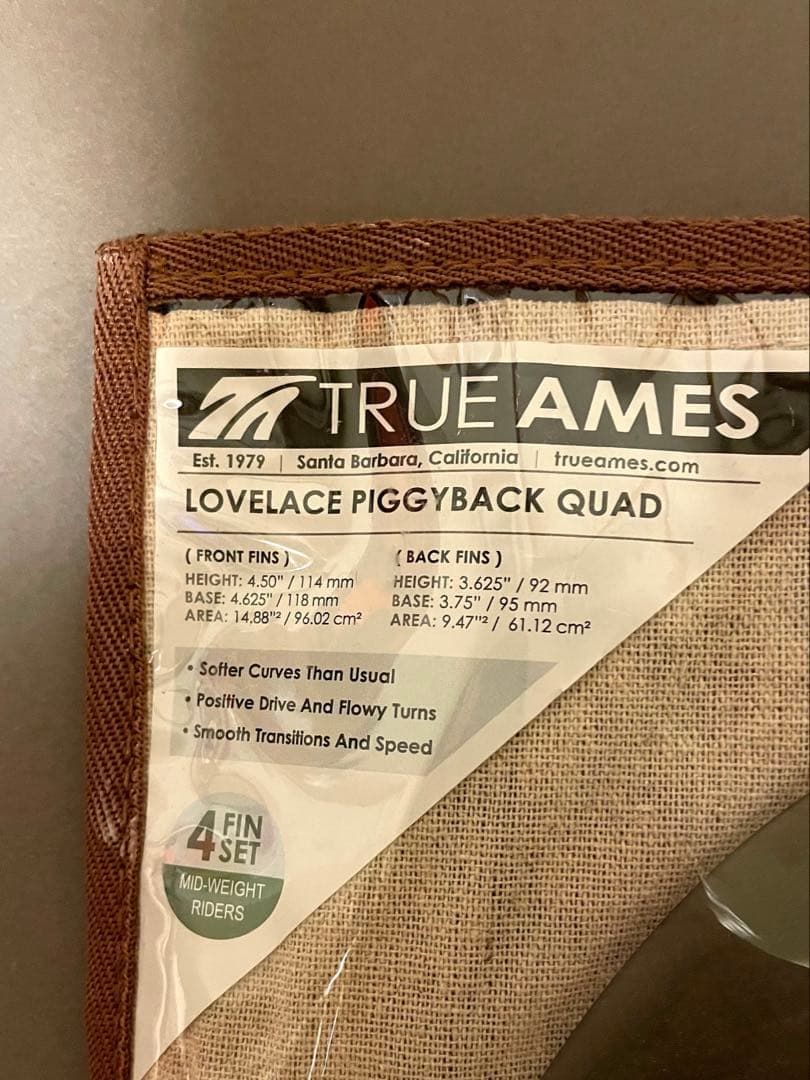 TRUE AMES
Est. 1979 | Santa Barbara, California | trueames.com
LOVELACE PIGGYBACK QUAD
( FRONT FINS )
HEIGHT: 4.50" / 114 mm
BASE: 4.625" / 118 mm
AREA: 14.88"² / 96.02 cm²
( BACK FINS )
HEIGHT: 3.625" / 92 mm
BASE: 3.75" / 95 mm
AREA: 9.47"² / 61.12 cm²
• Softer Curves Than Usual
• Positive Drive And Flowy Turns
• Smooth Transitions And Speed
4 FIN
SET
MID-WEIGHT
RIDERS